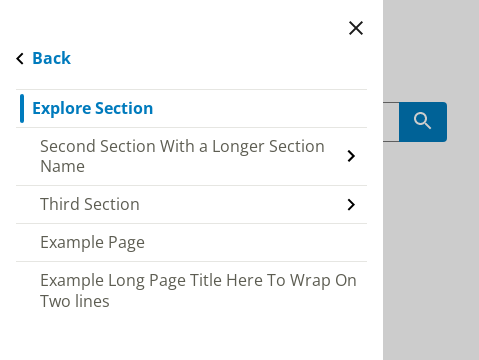 Back
Explore Section
Second Section With a Longer Section
Name
Third Section
Example Page
Example Long Page Title Here To Wrap On
Two lines